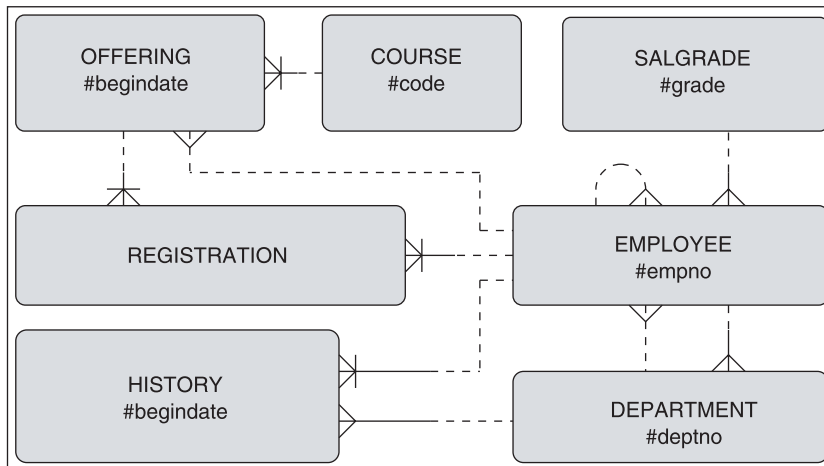 OFFERING
#begindate
COURSE
#code
SALGRADE
#grade
REGISTRATION
EMPLOYEE
#empno
HISTORY
#begindate
DEPARTMENT
#deptno